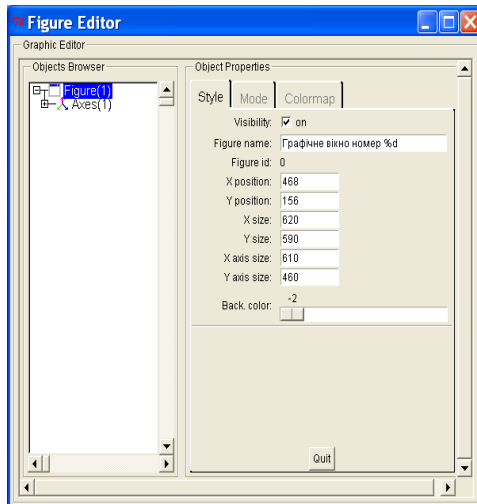 Figure Editor
Graphic Editor
Objects Browser
Figure(1)
Axes(1)
Object Properties
Style Mode Colormap
Visibility: on
Figure name: Графічне вікно номер %d
Figure id: 0
X position: 468
Y position: 156
X size: 620
Y size: 590
X axis size: 610
Y axis size: 460
Back. color: -2
Quit